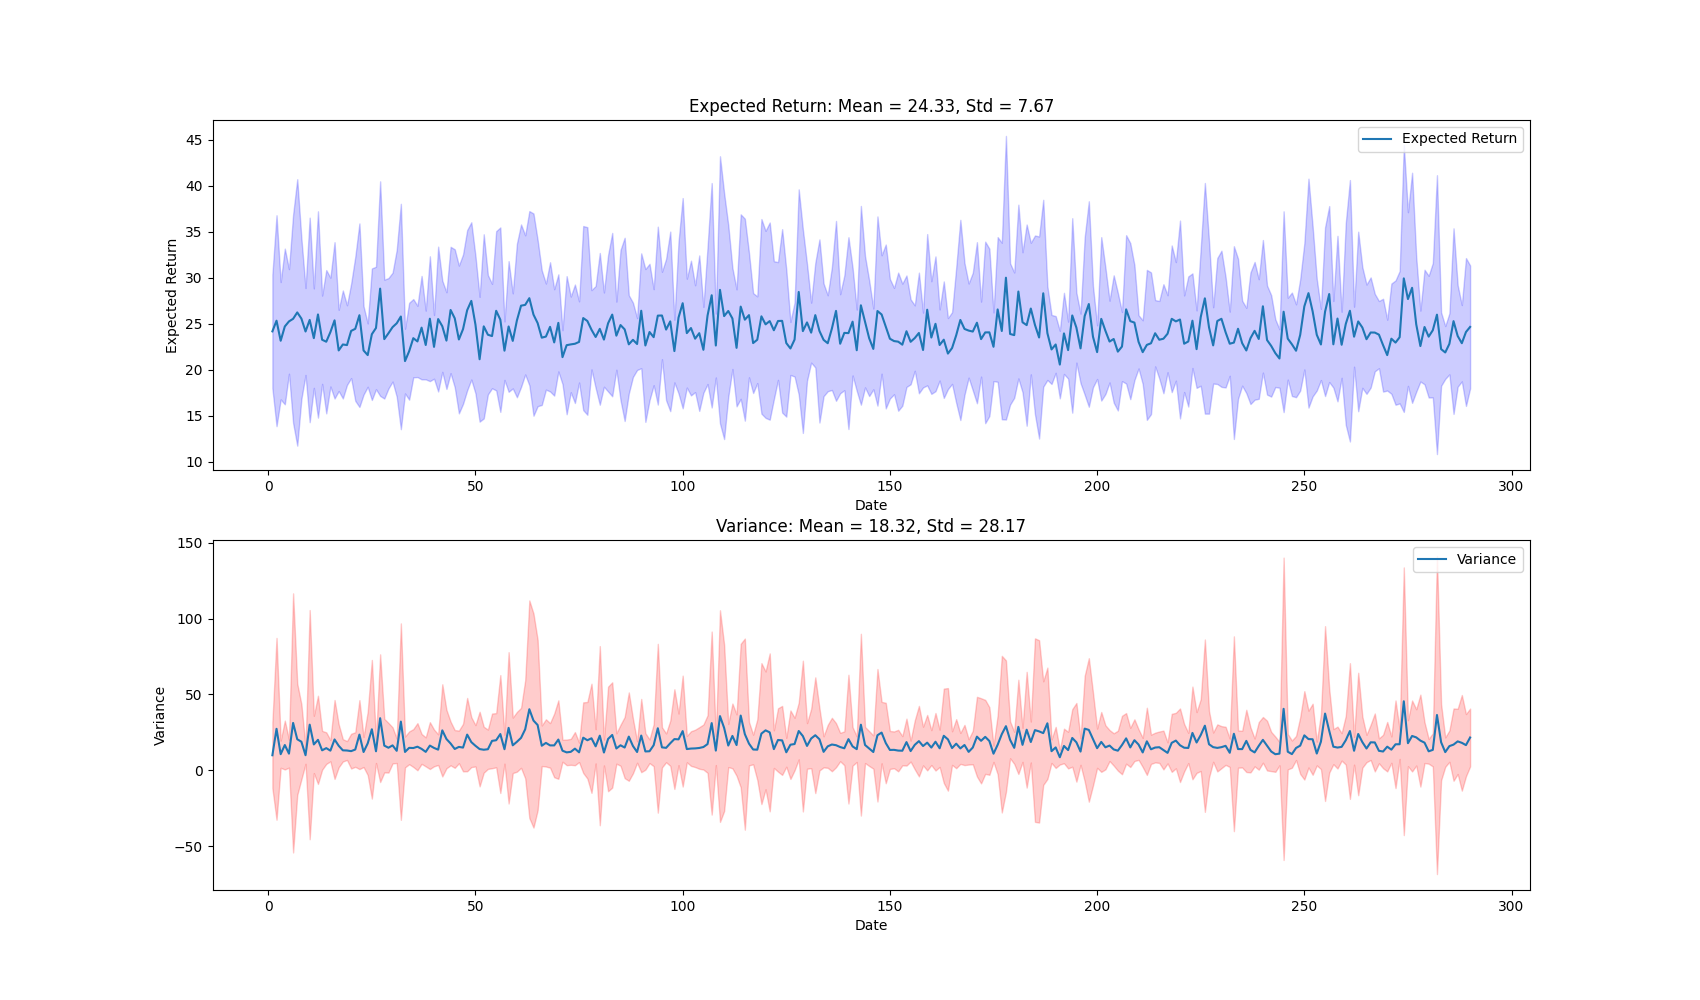 Expected Return: Mean = 24.33, Std = 7.67
Expected Return
45
40
35
30
25
20
15
10
Expected Return
0 50 100 150 200 250 300
Date
Variance: Mean = 18.32, Std = 28.17
Variance
150
100
50
0
−50
Variance
0 50 100 150 200 250 300
Date